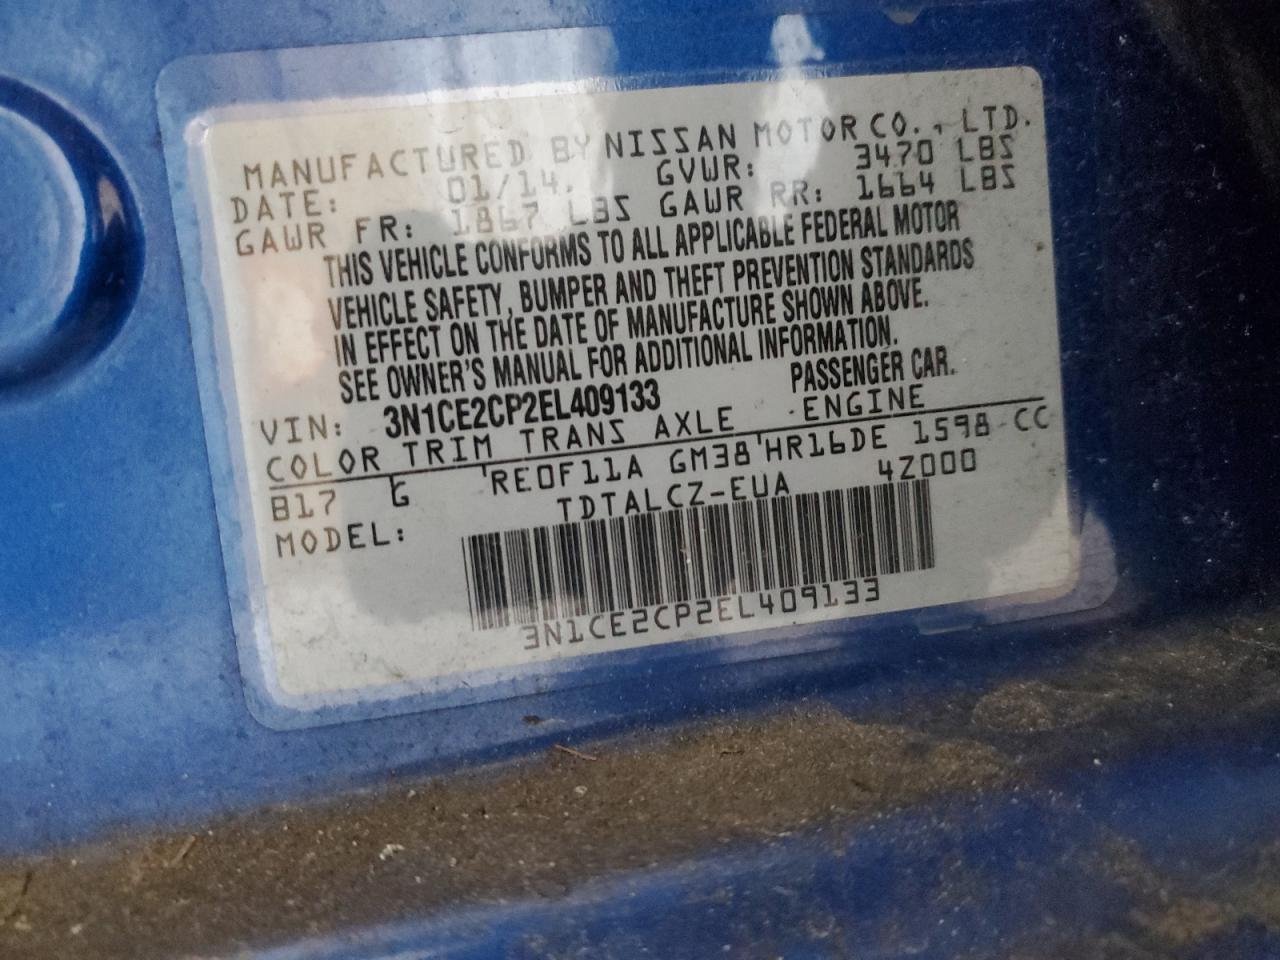 MANUFACTURED BY NISSAN MOTOR CO., LTD.
DATE: 01/14. GVWR: 3470 LBS
GAWR FR: 1867 LBS GAWR RR: 1664 LBS
THIS VEHICLE CONFORMS TO ALL APPLICABLE FEDERAL MOTOR
VEHICLE SAFETY, BUMPER AND THEFT PREVENTION STANDARDS
IN EFFECT ON THE DATE OF MANUFACTURE SHOWN ABOVE.
SEE OWNER'S MANUAL FOR ADDITIONAL INFORMATION.
VIN: 3N1CE2CP2EL409133 PASSENGER CAR.
COLOR TRIM TRANS AXLE ENGINE
B17 G RE0F11A GM38 HR16DE 1598 CC
MODEL: TDTALCZ-EUA 4Z000
3N1CE2CP2EL409133